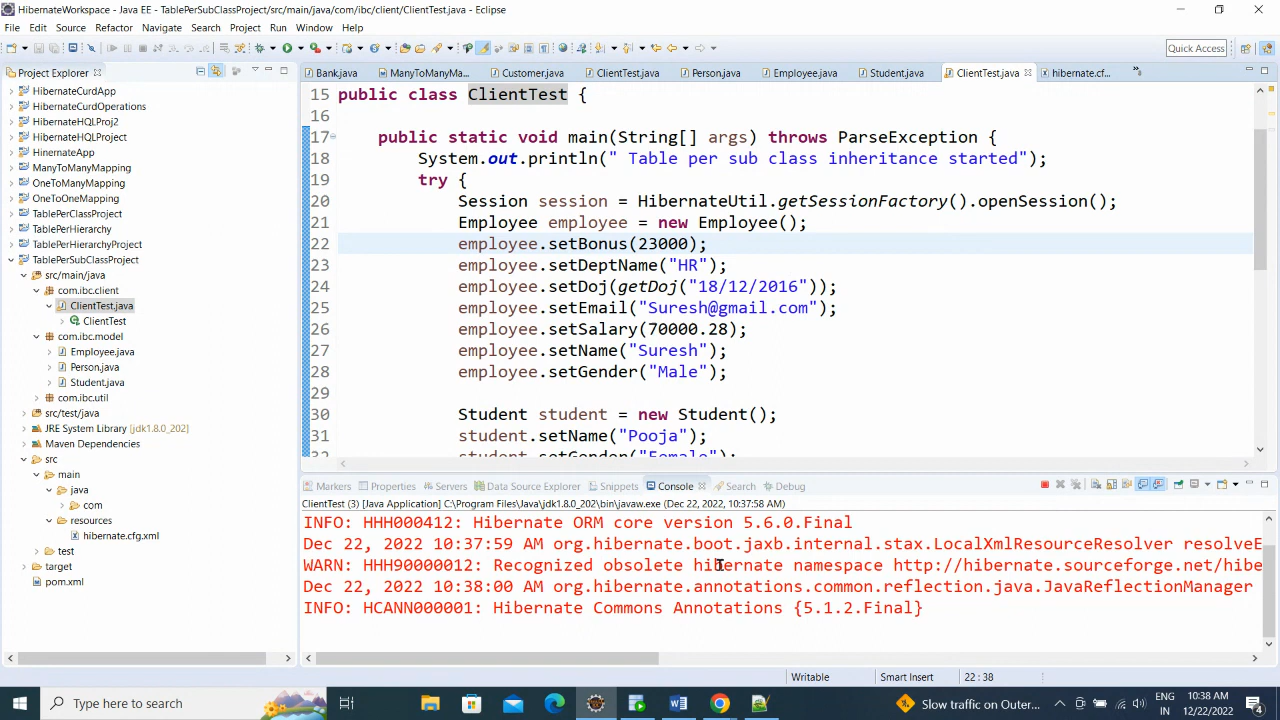 HibernateWorkspace - Java EE - TablePerSubClassProject/src/main/java/com/ibc/client/ClientTest.java - Eclipse
File Edit Source Refactor Navigate Search Project Run Window Help
Quick Access
Project Explorer
HibernateCurdApp
HibernateCurdOperations
HibernateHQLProj2
HibernateHQLProject
HinernateApp
ManyToManyMapping
OneToManyMapping
OneToOneMapping
TablePerClassProject
TablePerHierarchy
TablePerHierarchyProject
TablePerSubClassProject
src/main/java
com.ibc.client
ClientTest.java
ClientTest
com.ibc.model
Employee.java
Person.java
Student.java
com.ibc.util
src/test/java
JRE System Library [jdk1.8.0_202]
Maven Dependencies
src
main
java
com
resources
hibernate.cfg.xml
test
target
pom.xml
Bank.java ManyToManyMa... Customer.java ClientTest.java Person.java Employee.java Student.java ClientTest.java hibernate.cf...
15 public class ClientTest {
16
17 public static void main(String[] args) throws ParseException {
18 System.out.println(" Table per sub class inheritance started");
19 try {
20 Session session = HibernateUtil.getSessionFactory().openSession();
21 Employee employee = new Employee();
22 employee.setBonus(23000);
23 employee.setDeptName("HR");
24 employee.setDoj(getDoj("18/12/2016"));
25 employee.setEmail("Suresh@gmail.com");
26 employee.setSalary(70000.28);
27 employee.setName("Suresh");
28 employee.setGender("Male");
29
30 Student student = new Student();
31 student.setName("Pooja");
student.setGender("Female");
Markers Properties Servers Data Source Explorer Snippets Console Search Debug
ClientTest (3) [Java Application] C:\Program Files\Java\jdk1.8.0_202\bin\javaw.exe (Dec 22, 2022 10:37:58 AM)
INFO: HHH000412: Hibernate ORM core version 5.6.0.Final
Dec 22, 2022 10:37:59 AM org.hibernate.boot.jaxb.internal.stax.LocalXmlResourceResolver resolveE
WARN: HHH90000012: Recognized obsolete hibernate namespace http://hibernate.sourceforge.net/hibe
Dec 22, 2022 10:38:00 AM org.hibernate.annotations.common.reflection.java.JavaReflectionManager
INFO: HCANN000001: Hibernate Commons Annotations {5.1.2.Final}
Writable Smart Insert 22 : 38
Type here to search
Slow traffic on Outer...
ENG
IN
10:38 AM
12/22/2022
4